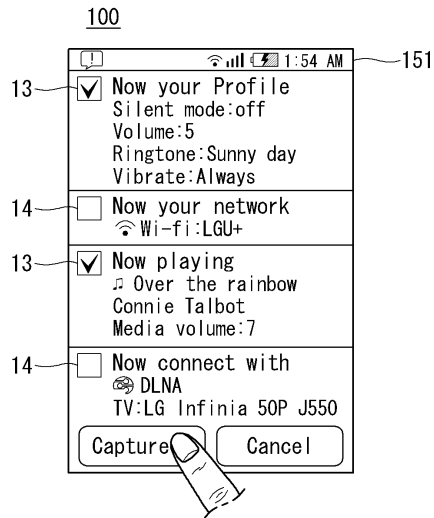 100
1:54 AM
151
13
Now your Profile
Silent mode:off
Volume:5
Ringtone:Sunny day
Vibrate:Always
14
Now your network
Wi-fi:LGU+
13
Now playing
♫ Over the rainbow
Connie Talbot
Media volume:7
14
Now connect with
DLNA
TV:LG Infinia 50P J550
Capture
Cancel